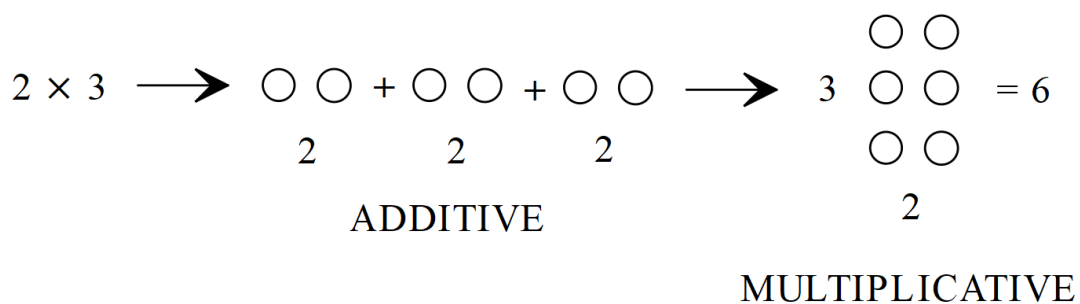 2 × 3
+ +
2 2 2
ADDITIVE
3 = 6
2
MULTIPLICATIVE